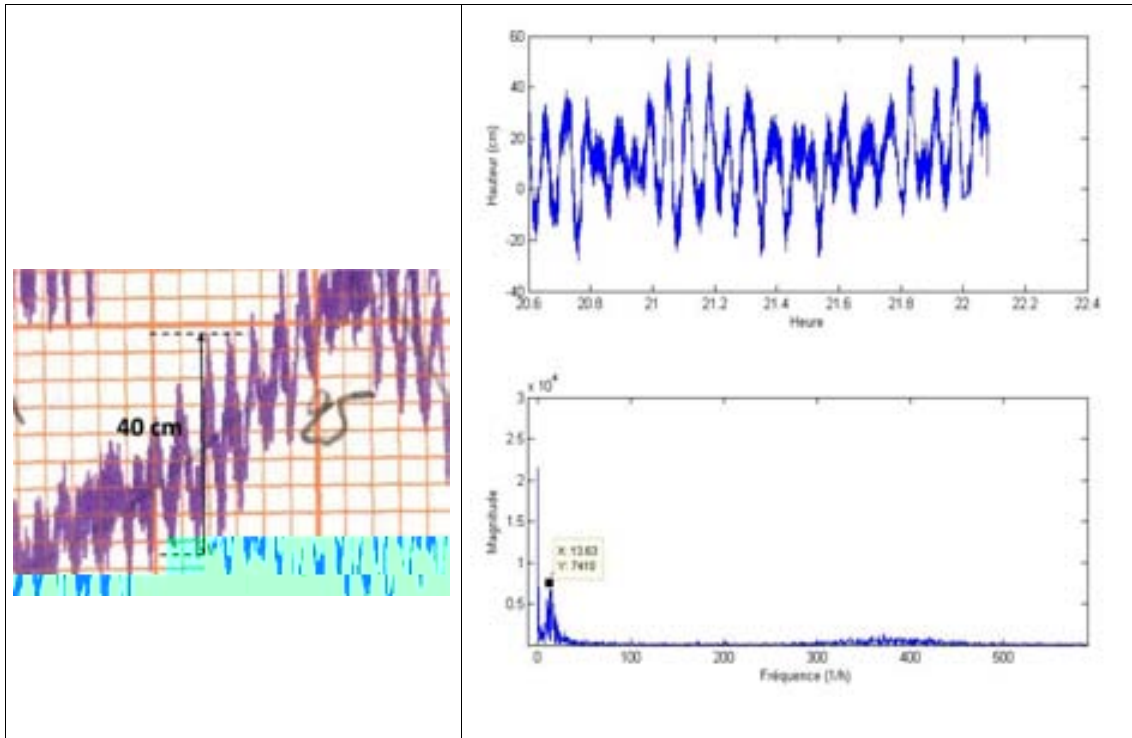 40 cm
25
60
40
20
0
-20
-40
Hauteur (cm)
20.6 20.8 21 21.2 21.4 21.6 21.8 22 22.2 22.4
Heure
x 10⁴
3
2.5
2
1.5
1
0.5
Magnitude
X: 13.63
Y: 7410
0 100 200 300 400 500
Fréquence (1/h)